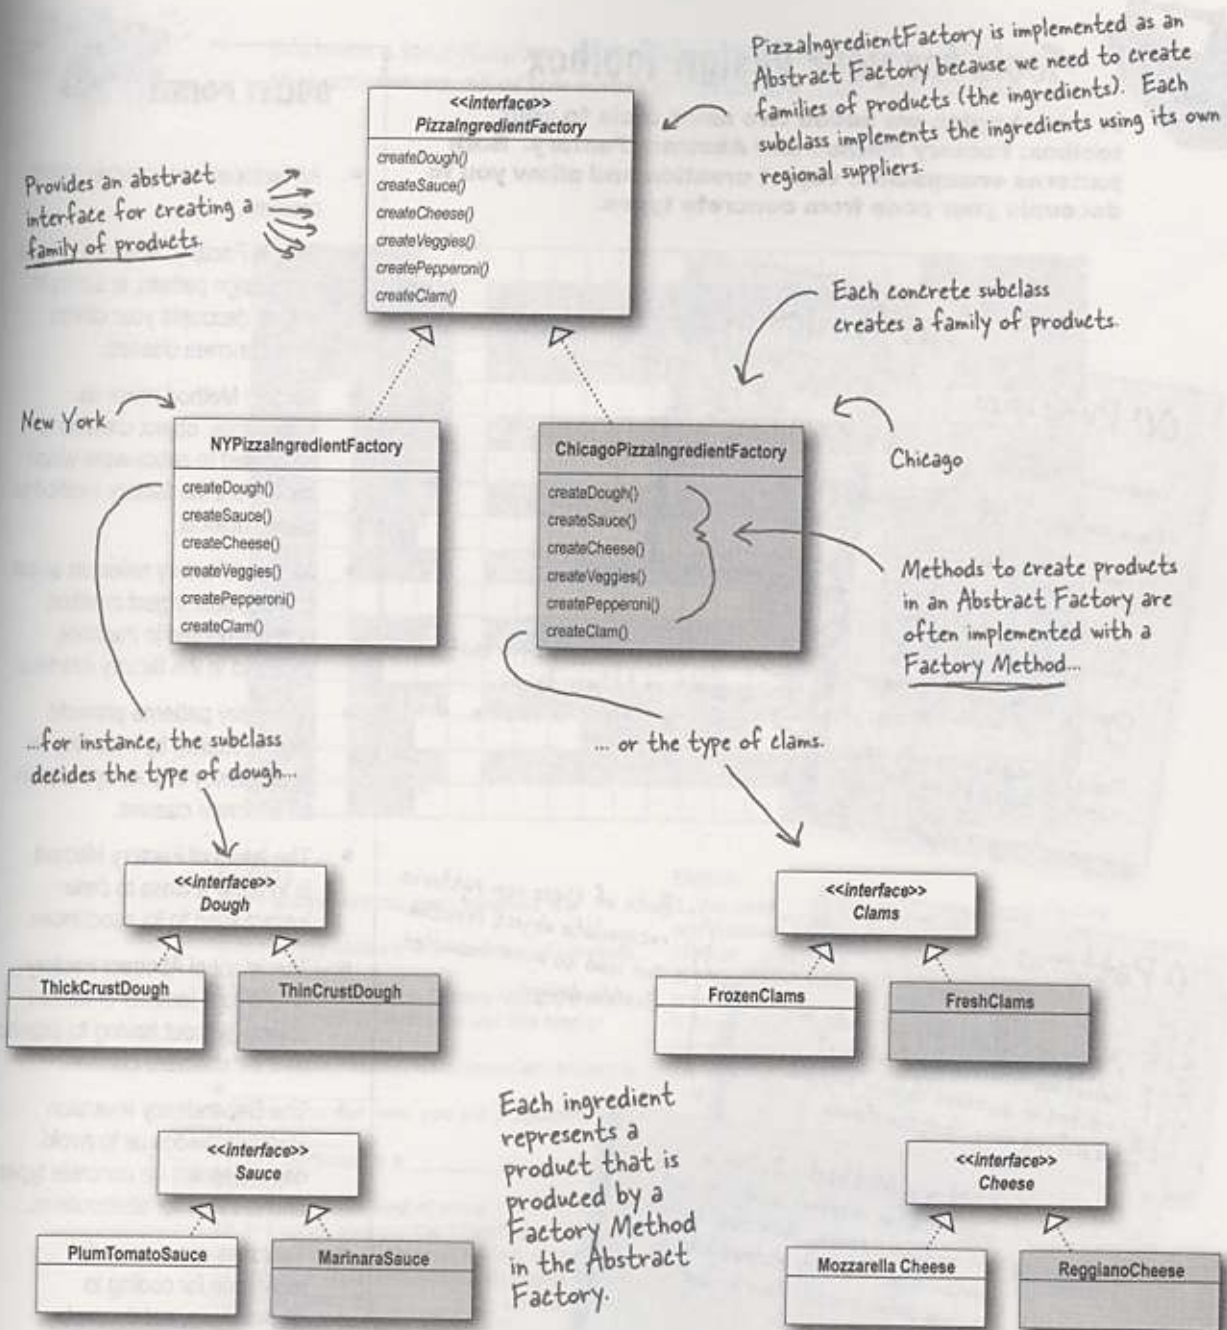 PizzaIngredientFactory is implemented as an
Abstract Factory because we need to create
families of products (the ingredients). Each
subclass implements the ingredients using its own
regional suppliers.
<<interface>>
PizzaIngredientFactory
createDough()
createSauce()
createCheese()
createVeggies()
createPepperoni()
createClam()
Provides an abstract
interface for creating a
family of products.
Each concrete subclass
creates a family of products.
New York
NYPizzaIngredientFactory
createDough()
createSauce()
createCheese()
createVeggies()
createPepperoni()
createClam()
ChicagoPizzaIngredientFactory
createDough()
createSauce()
createCheese()
createVeggies()
createPepperoni()
createClam()
Chicago
Methods to create products
in an Abstract Factory are
often implemented with a
Factory Method...
...for instance, the subclass
decides the type of dough...
... or the type of clams.
<<interface>>
Dough
ThickCrustDough
ThinCrustDough
<<interface>>
Clams
FrozenClams
FreshClams
<<interface>>
Sauce
PlumTomatoSauce
MarinaraSauce
Each ingredient
represents a
product that is
produced by a
Factory Method
in the Abstract
Factory.
<<interface>>
Cheese
Mozzarella Cheese
ReggianoCheese